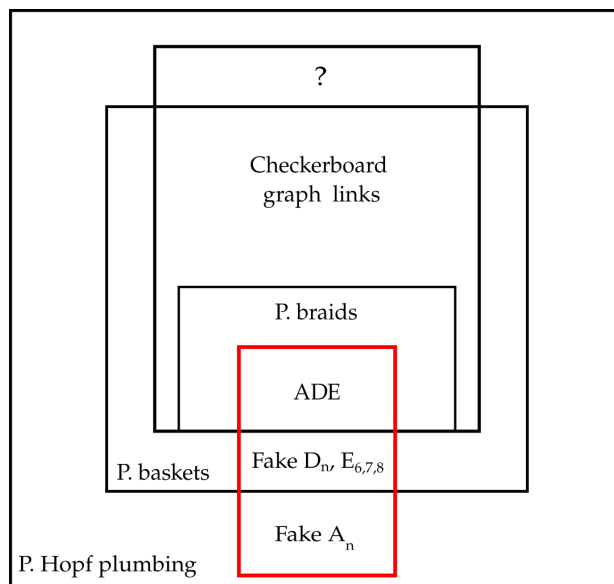 ?
Checkerboard
graph links
P. braids
ADE
Fake Dₙ, E₆,₇,₈
P. baskets
Fake Aₙ
P. Hopf plumbing